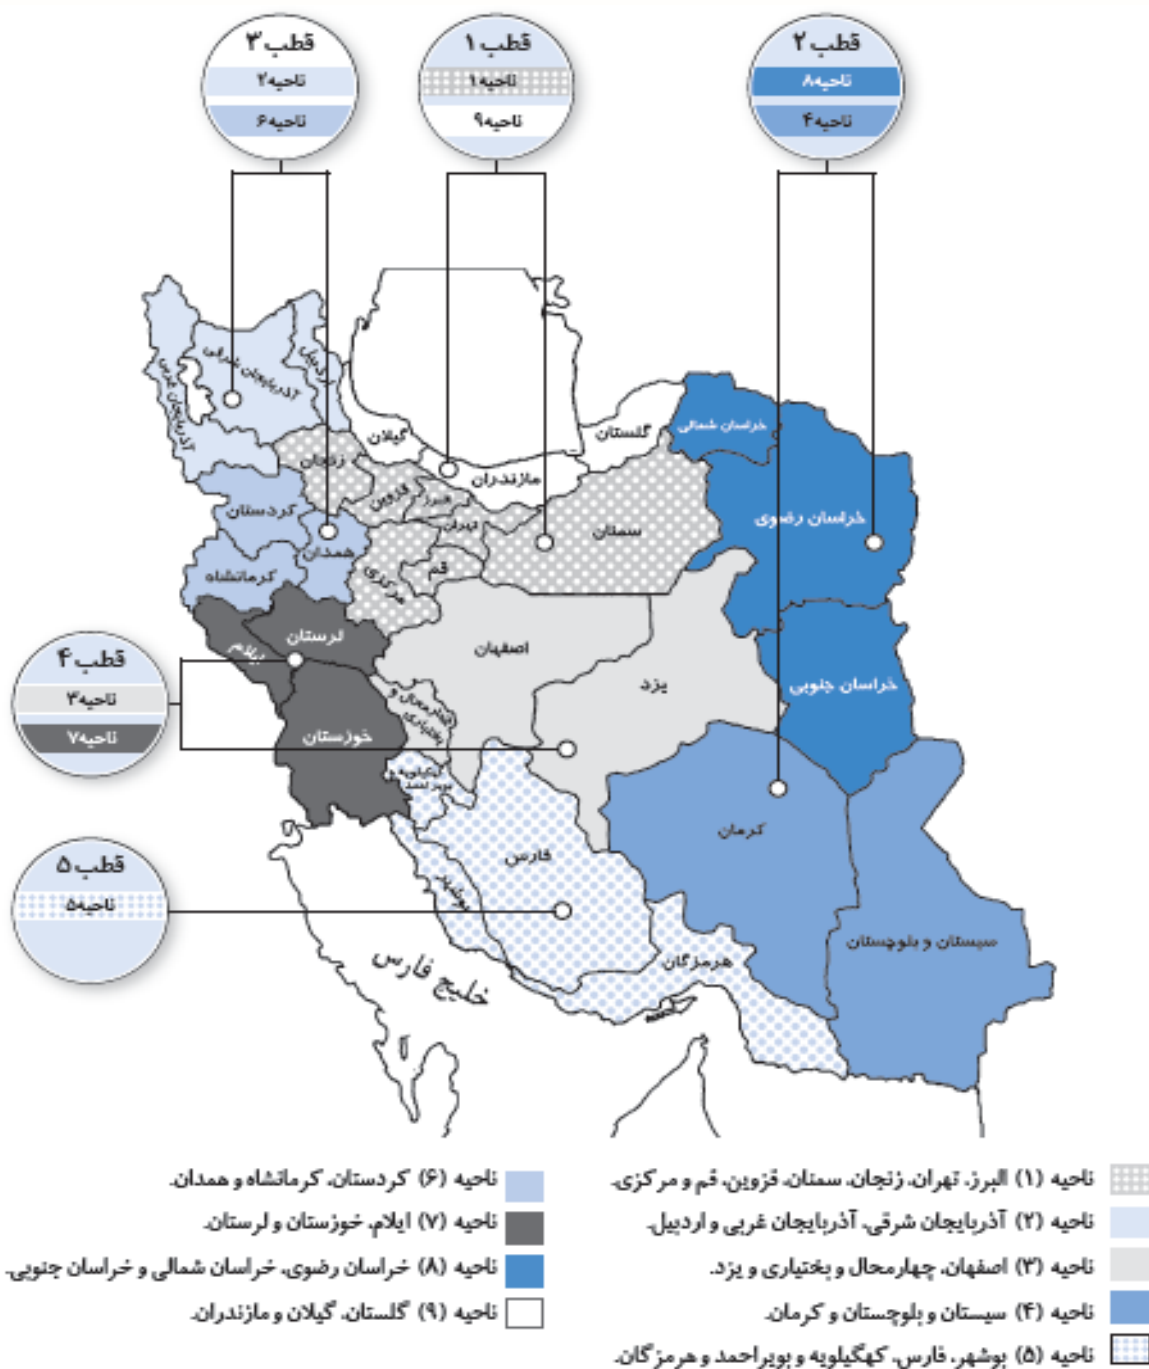 قطب ۳
ناحیه۲
ناحیه۶
قطب ۱
ناحیه۱
ناحیه۹
قطب ۲
ناحیه۸
ناحیه۴
اردبیل
آذربایجان شرقی
آذربایجان غربی
گیلان
گلستان
خراسان شمالی
زنجان
مازندران
قزوین
البرز
کردستان
تهران
سمنان
خراسان رضوی
همدان
قم
کرمانشاه
مرکزی
لرستان
اصفهان
ایلام
یزد
خراسان جنوبی
قطب ۴
ناحیه۳
ناحیه۷
چهارمحال و
بختیاری
خوزستان
کهگیلویه و
بویراحمد
کرمان
فارس
قطب ۵
ناحیه۵
بوشهر
سیستان و بلوچستان
هرمزگان
خلیج فارس
ناحیه (۱) البرز، تهران، زنجان، سمنان، قزوین، قم و مرکزی.
ناحیه (۲) آذربایجان شرقی، آذربایجان غربی و اردبیل.
ناحیه (۳) اصفهان، چهارمحال و بختیاری و یزد.
ناحیه (۴) سیستان و بلوچستان و کرمان.
ناحیه (۵) بوشهر، فارس، کهگیلویه و بویراحمد و هرمزگان.
ناحیه (۶) کردستان، کرمانشاه و همدان.
ناحیه (۷) ایلام، خوزستان و لرستان.
ناحیه (۸) خراسان رضوی، خراسان شمالی و خراسان جنوبی.
ناحیه (۹) گلستان، گیلان و مازندران.